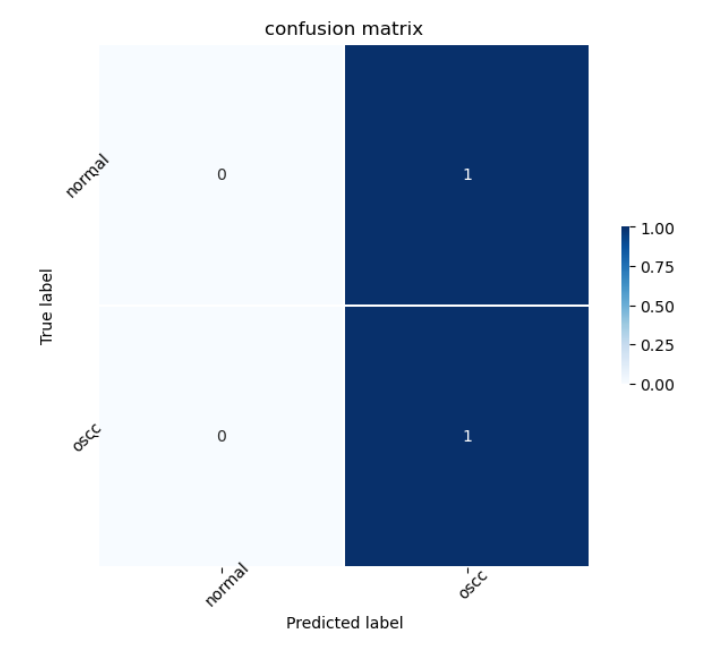 confusion matrix
normal
0
1
True label
oscc
0
1
normal
oscc
Predicted label
1.00
0.75
0.50
0.25
0.00